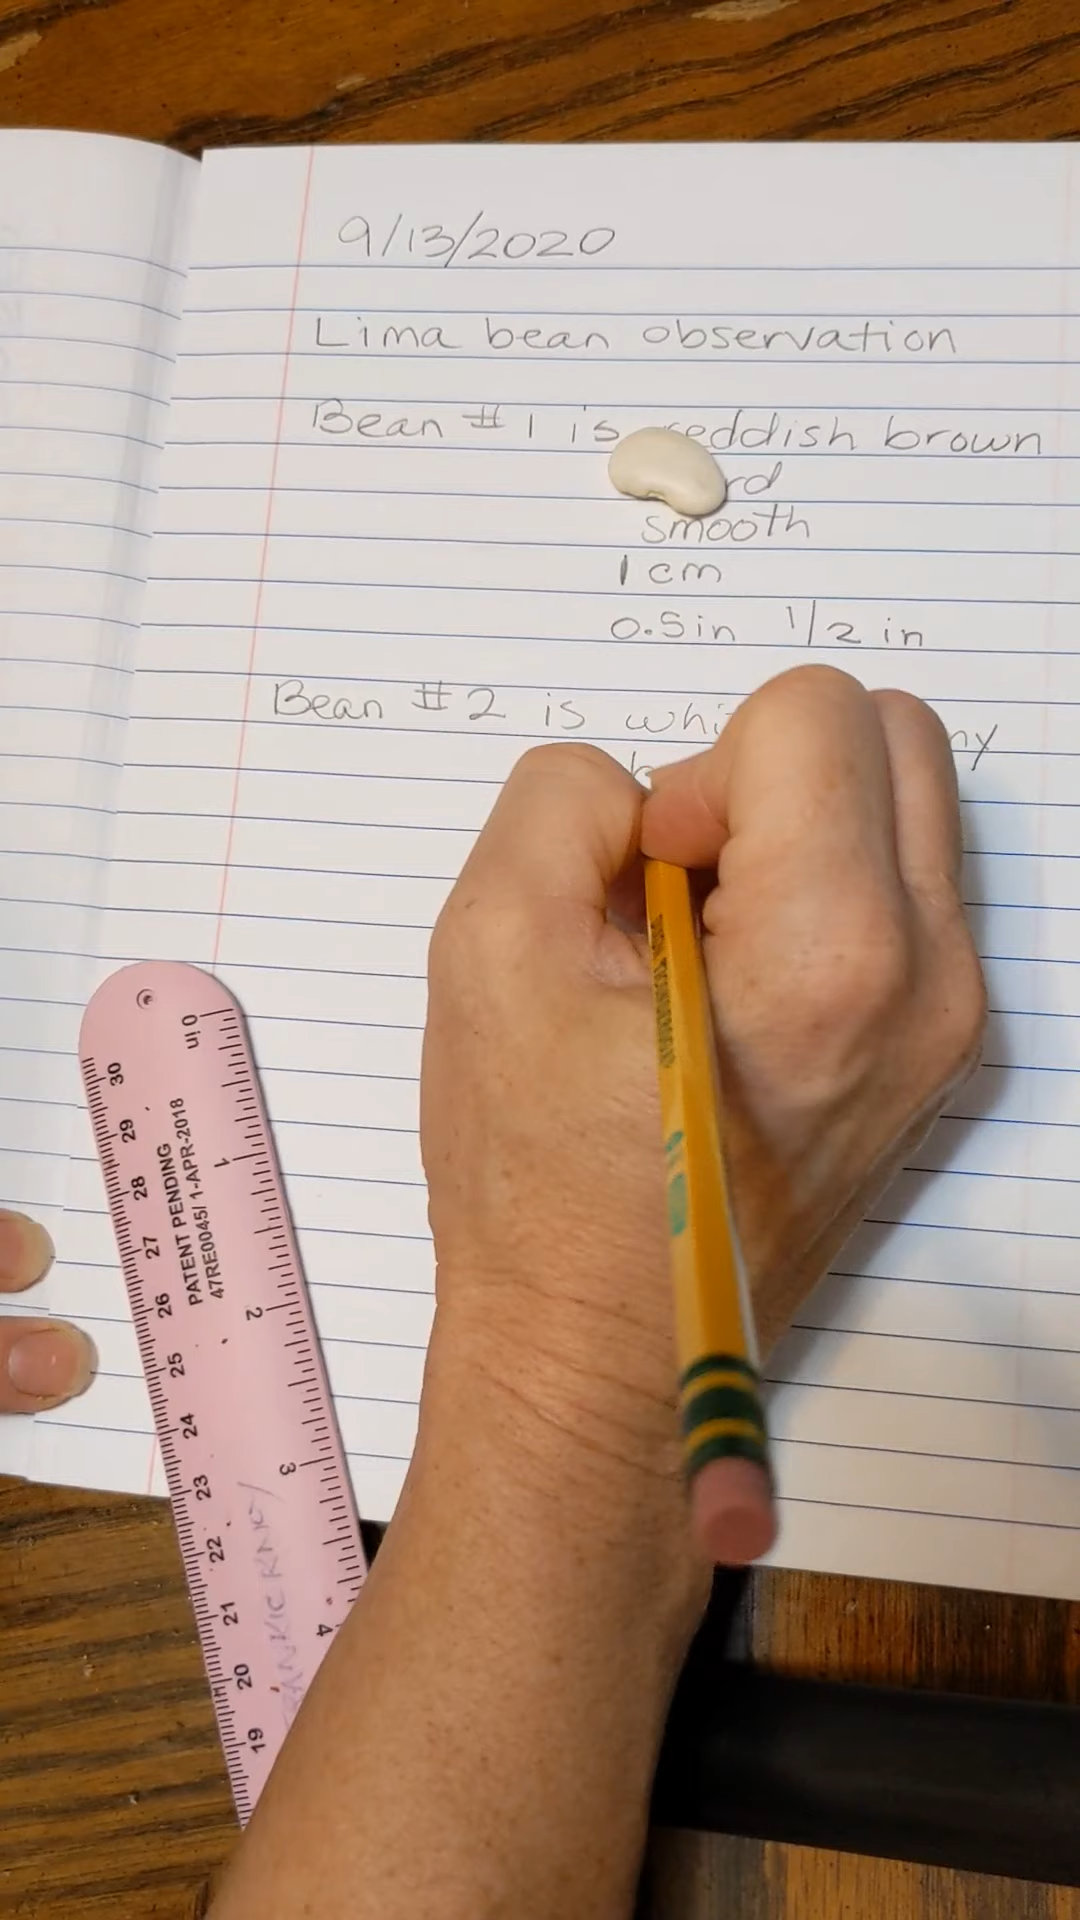 9/13/2020
Lima bean observation
Bean #1 is reddish brown
smooth
1 cm
0.5in 1/2 in
Bean #2 is
0 in
1
2
3
4
30
29
28
27
26
25
24
23
22
21
20
19
PATENT PENDING
47RE0045/ 1-APR-2018